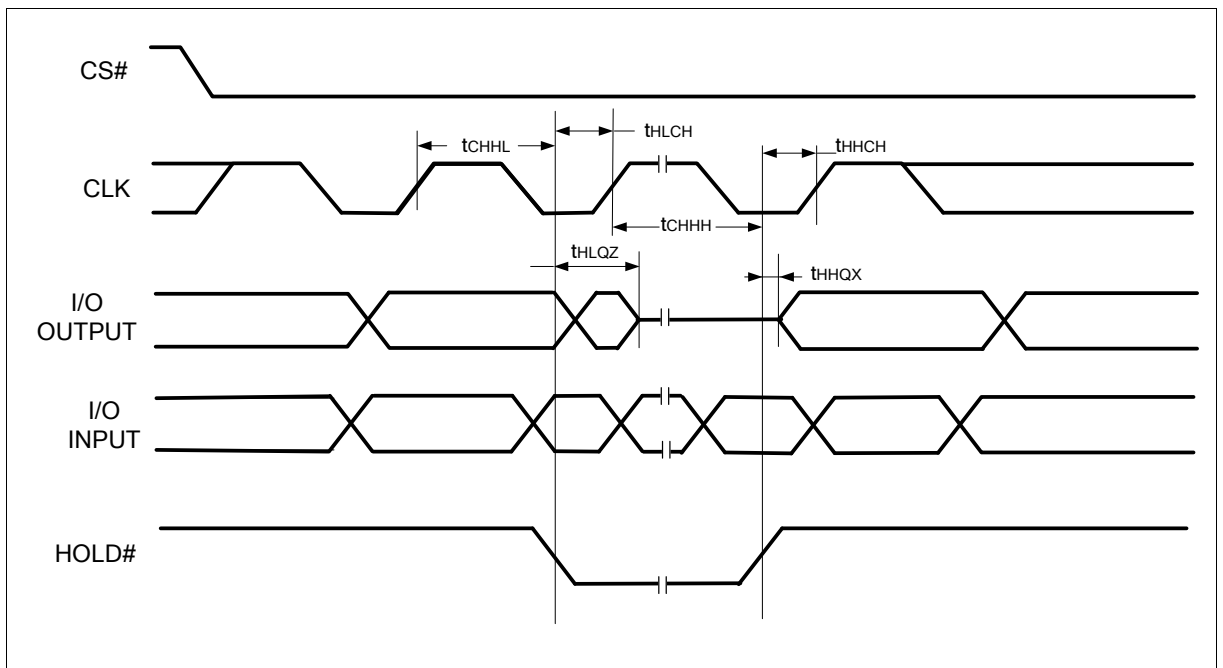 CS#
tCHHL
tHLCH
tHHCH
CLK
tCHHH
tHLQZ
tHHQX
I/O
OUTPUT
I/O
INPUT
HOLD#